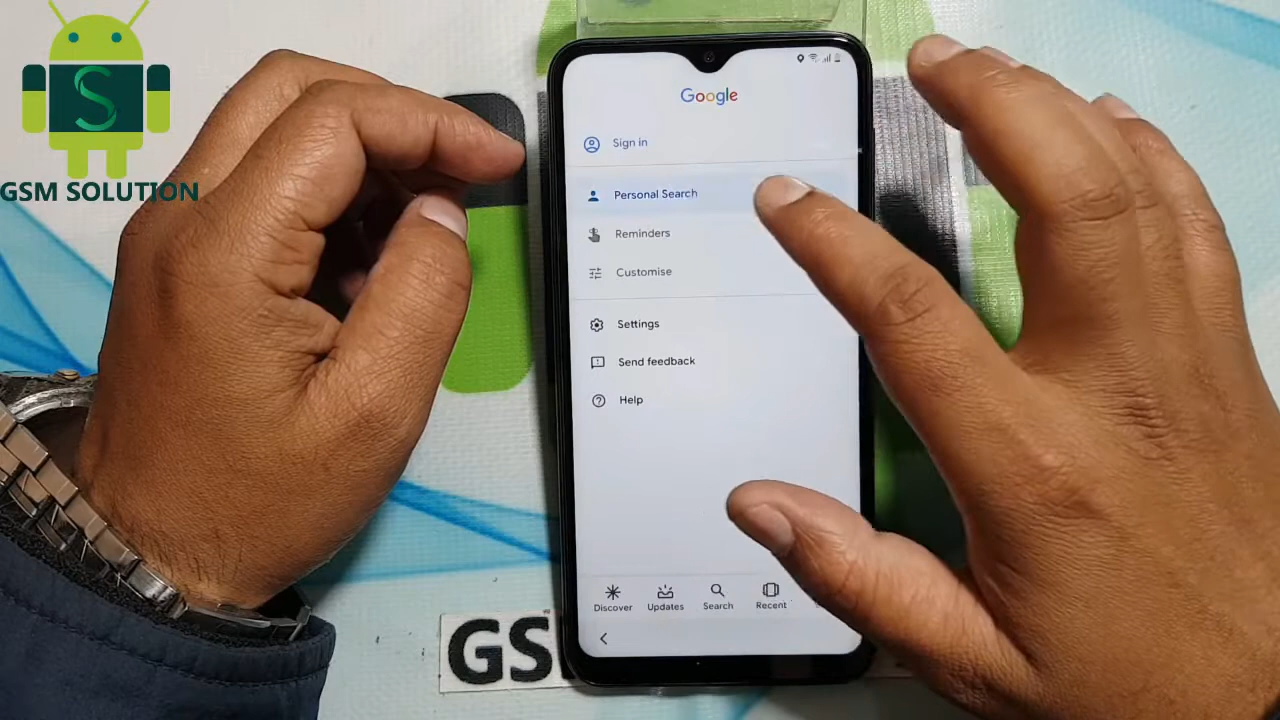 S
GSM SOLUTION
Google
Sign in
Personal Search
Reminders
Customise
Settings
Send feedback
Help
Discover
Updates
Search
Recent
GS